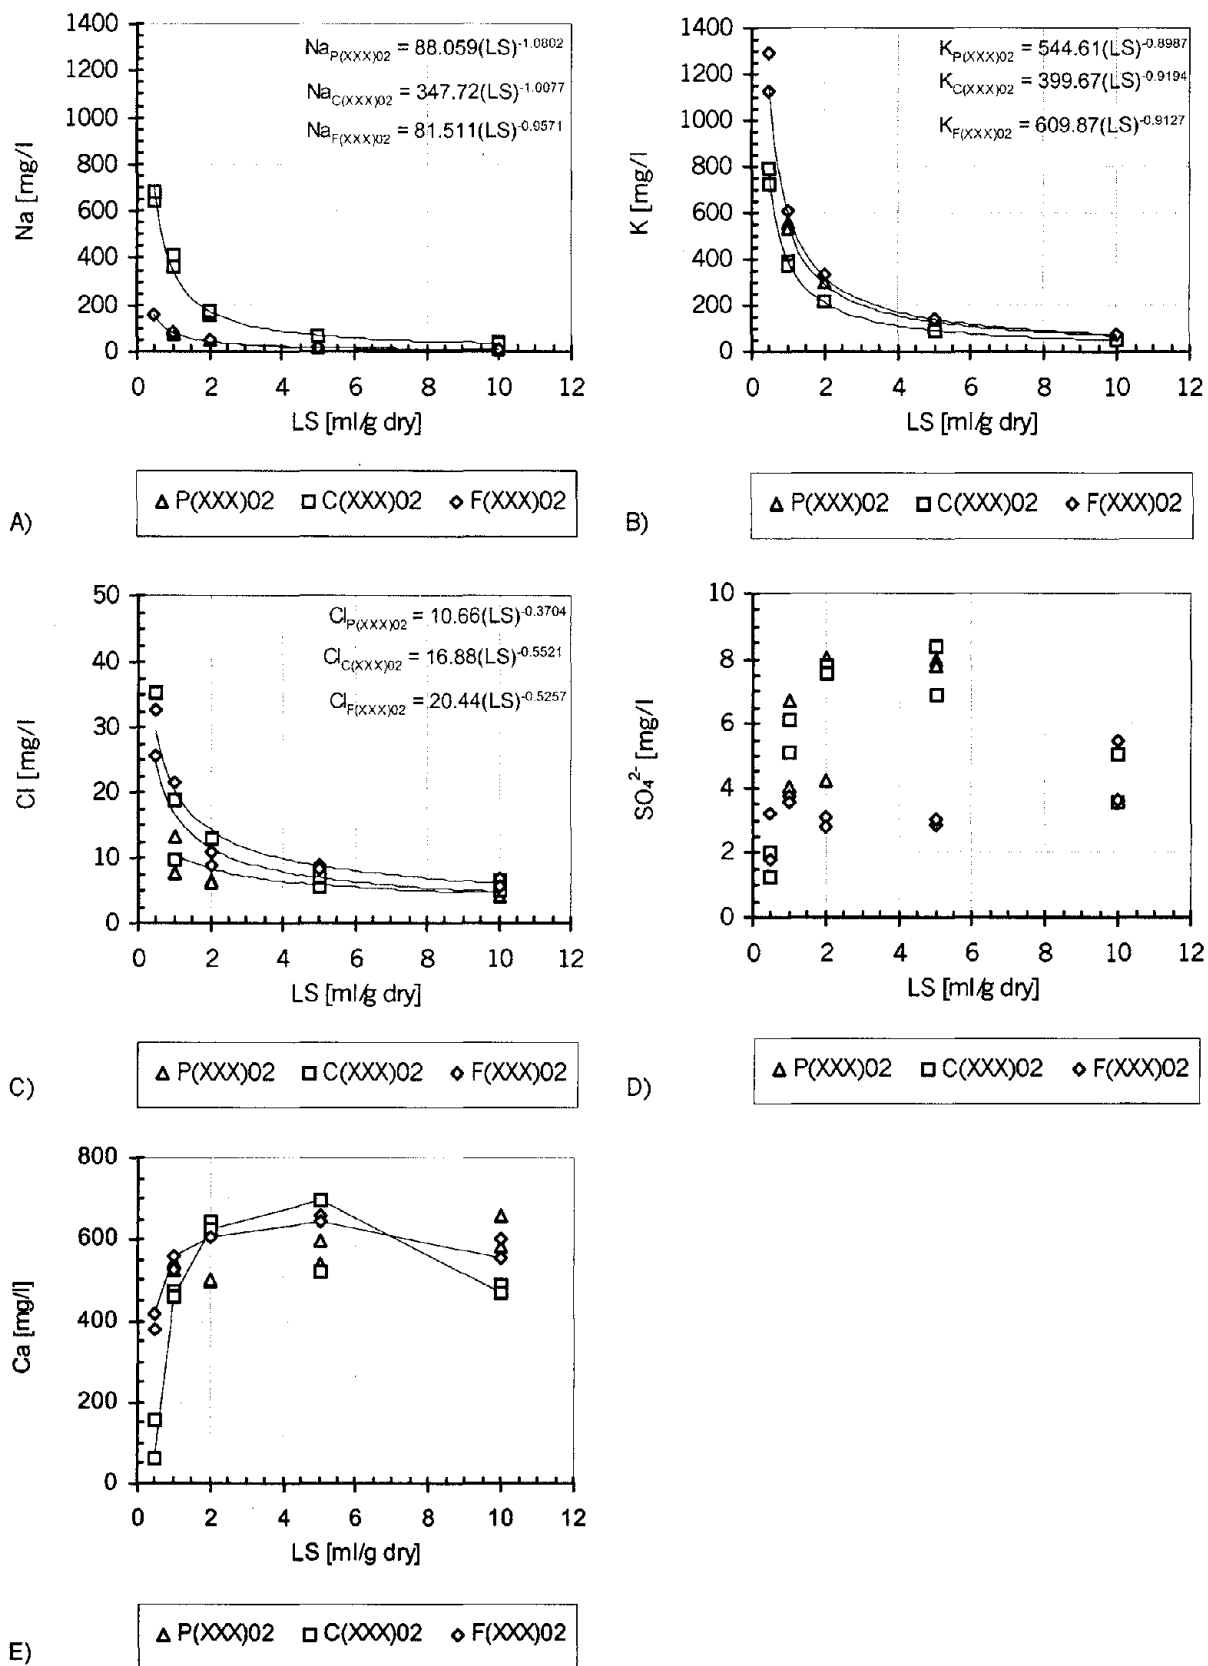 1400
1200
1000
800
600
400
200
0
Na [mg/l]
Na_P(XXX)02 = 88.059(LS)^-1.0802
Na_C(XXX)02 = 347.72(LS)^-1.0077
Na_F(XXX)02 = 81.511(LS)^-0.9571
0 2 4 6 8 10 12
LS [ml/g dry]
P(XXX)02 C(XXX)02 F(XXX)02
A)
1400
1200
1000
800
600
400
200
0
K [mg/l]
K_P(XXX)02 = 544.61(LS)^-0.8987
K_C(XXX)02 = 399.67(LS)^-0.9194
K_F(XXX)02 = 609.87(LS)^-0.9127
0 2 4 6 8 10 12
LS [ml/g dry]
P(XXX)02 C(XXX)02 F(XXX)02
B)
50
40
30
20
10
0
Cl [mg/l]
Cl_P(XXX)02 = 10.66(LS)^-0.3704
Cl_C(XXX)02 = 16.88(LS)^-0.5521
Cl_F(XXX)02 = 20.44(LS)^-0.5257
0 2 4 6 8 10 12
LS [ml/g dry]
P(XXX)02 C(XXX)02 F(XXX)02
C)
10
8
6
4
2
0
SO₄²⁻ [mg/l]
0 2 4 6 8 10 12
LS [ml/g dry]
P(XXX)02 C(XXX)02 F(XXX)02
D)
800
600
400
200
0
Ca [mg/l]
0 2 4 6 8 10 12
LS [ml/g dry]
P(XXX)02 C(XXX)02 F(XXX)02
E)